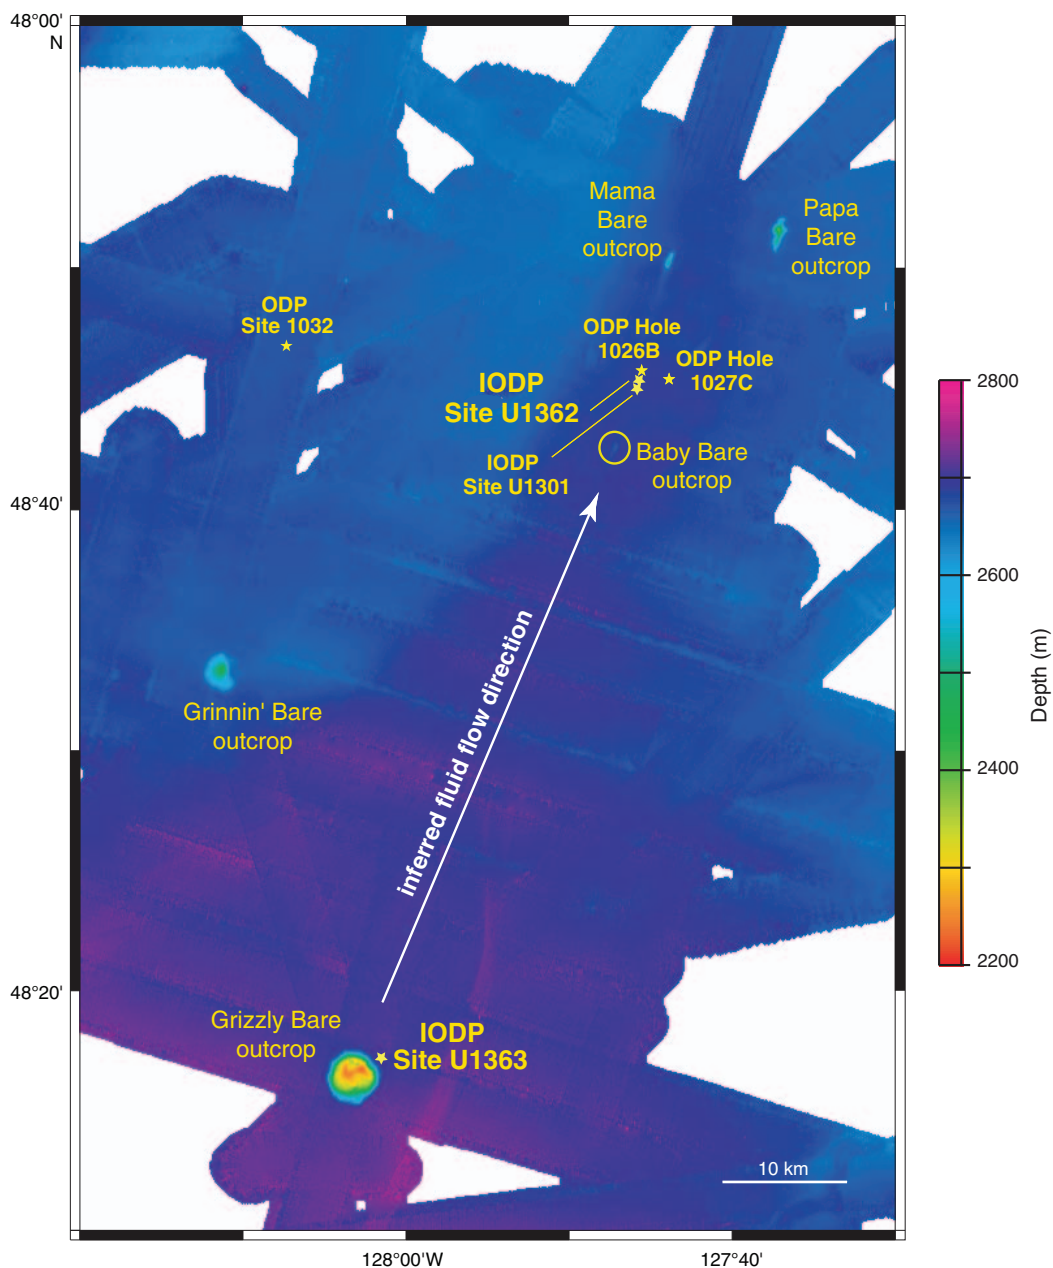 48°00'
N
Mama
Bare
outcrop
Papa
Bare
outcrop
ODP
Site 1032
ODP Hole
1026B
ODP Hole
1027C
IODP
Site U1362
IODP
Site U1301
Baby Bare
outcrop
48°40'
inferred fluid flow direction
Grinnin' Bare
outcrop
48°20'
Grizzly Bare
outcrop
IODP
Site U1363
10 km
128°00'W
127°40'
2800
2600
2400
2200
Depth (m)